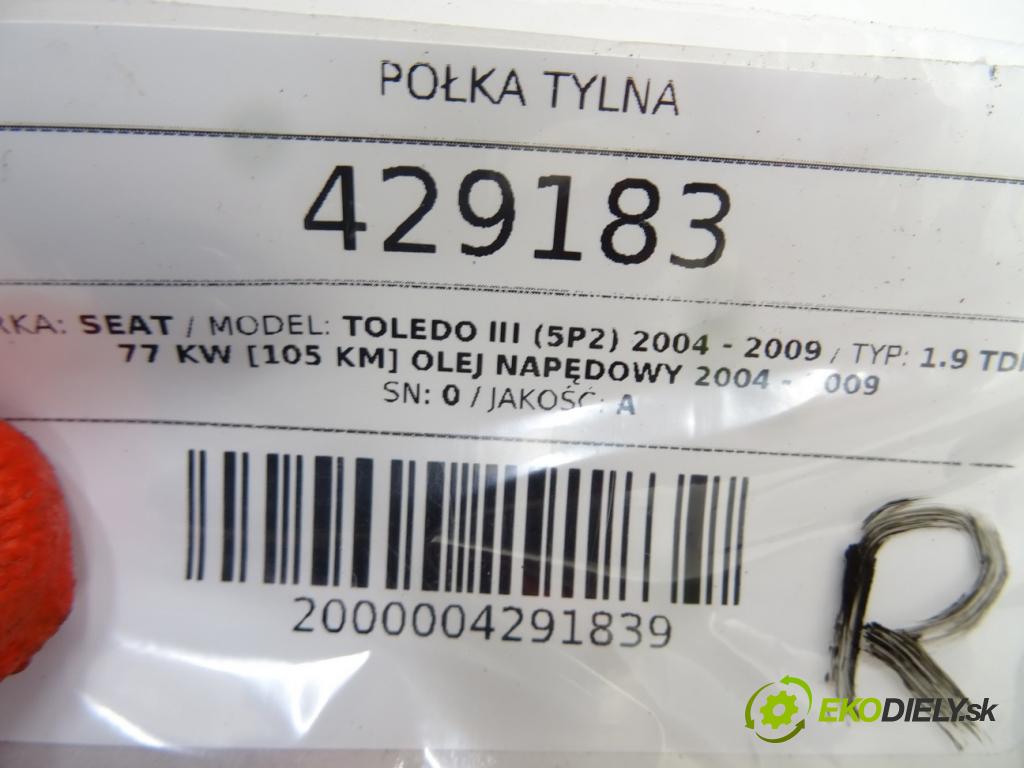 POŁKA TYLNA
429183
RKA: SEAT / MODEL: TOLEDO III (5P2) 2004 - 2009 / TYP: 1.9 TDI
77 KW [105 KM] OLEJ NAPĘDOWY 2004 - 009
SN: 0 / JAKOŚĆ: A
2000004291839
R
EKODIELY.sk